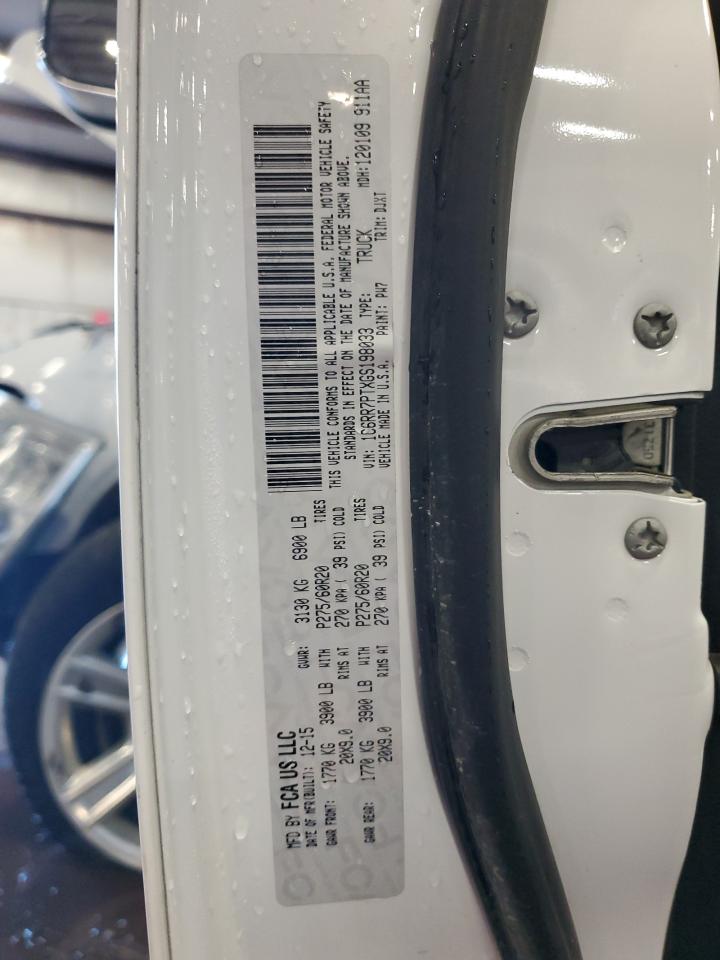 MFD BY FCA US LLC
DATE OF MFR(BUILT): 12-15 GVWR: 3130 KG 6900 LB
GAWR FRONT: 1770 KG 3900 LB WITH P275/60R20 TIRES
20X9.0 RIMS AT 270 KPA ( 39 PSI) COLD
GAWR REAR: 1770 KG 3900 LB WITH P275/60R20 TIRES
20X9.0 RIMS AT 270 KPA ( 39 PSI) COLD
THIS VEHICLE CONFORMS TO ALL APPLICABLE U.S.A. FEDERAL MOTOR VEHICLE SAFETY
STANDARDS IN EFFECT ON THE DATE OF MANUFACTURE SHOWN ABOVE.
VIN: 1C6RR7PTXGS198033 TYPE: TRUCK MDH:120109 911AA
VEHICLE MADE IN U.S.A. PAINT: PW7 TRIM: DJXT